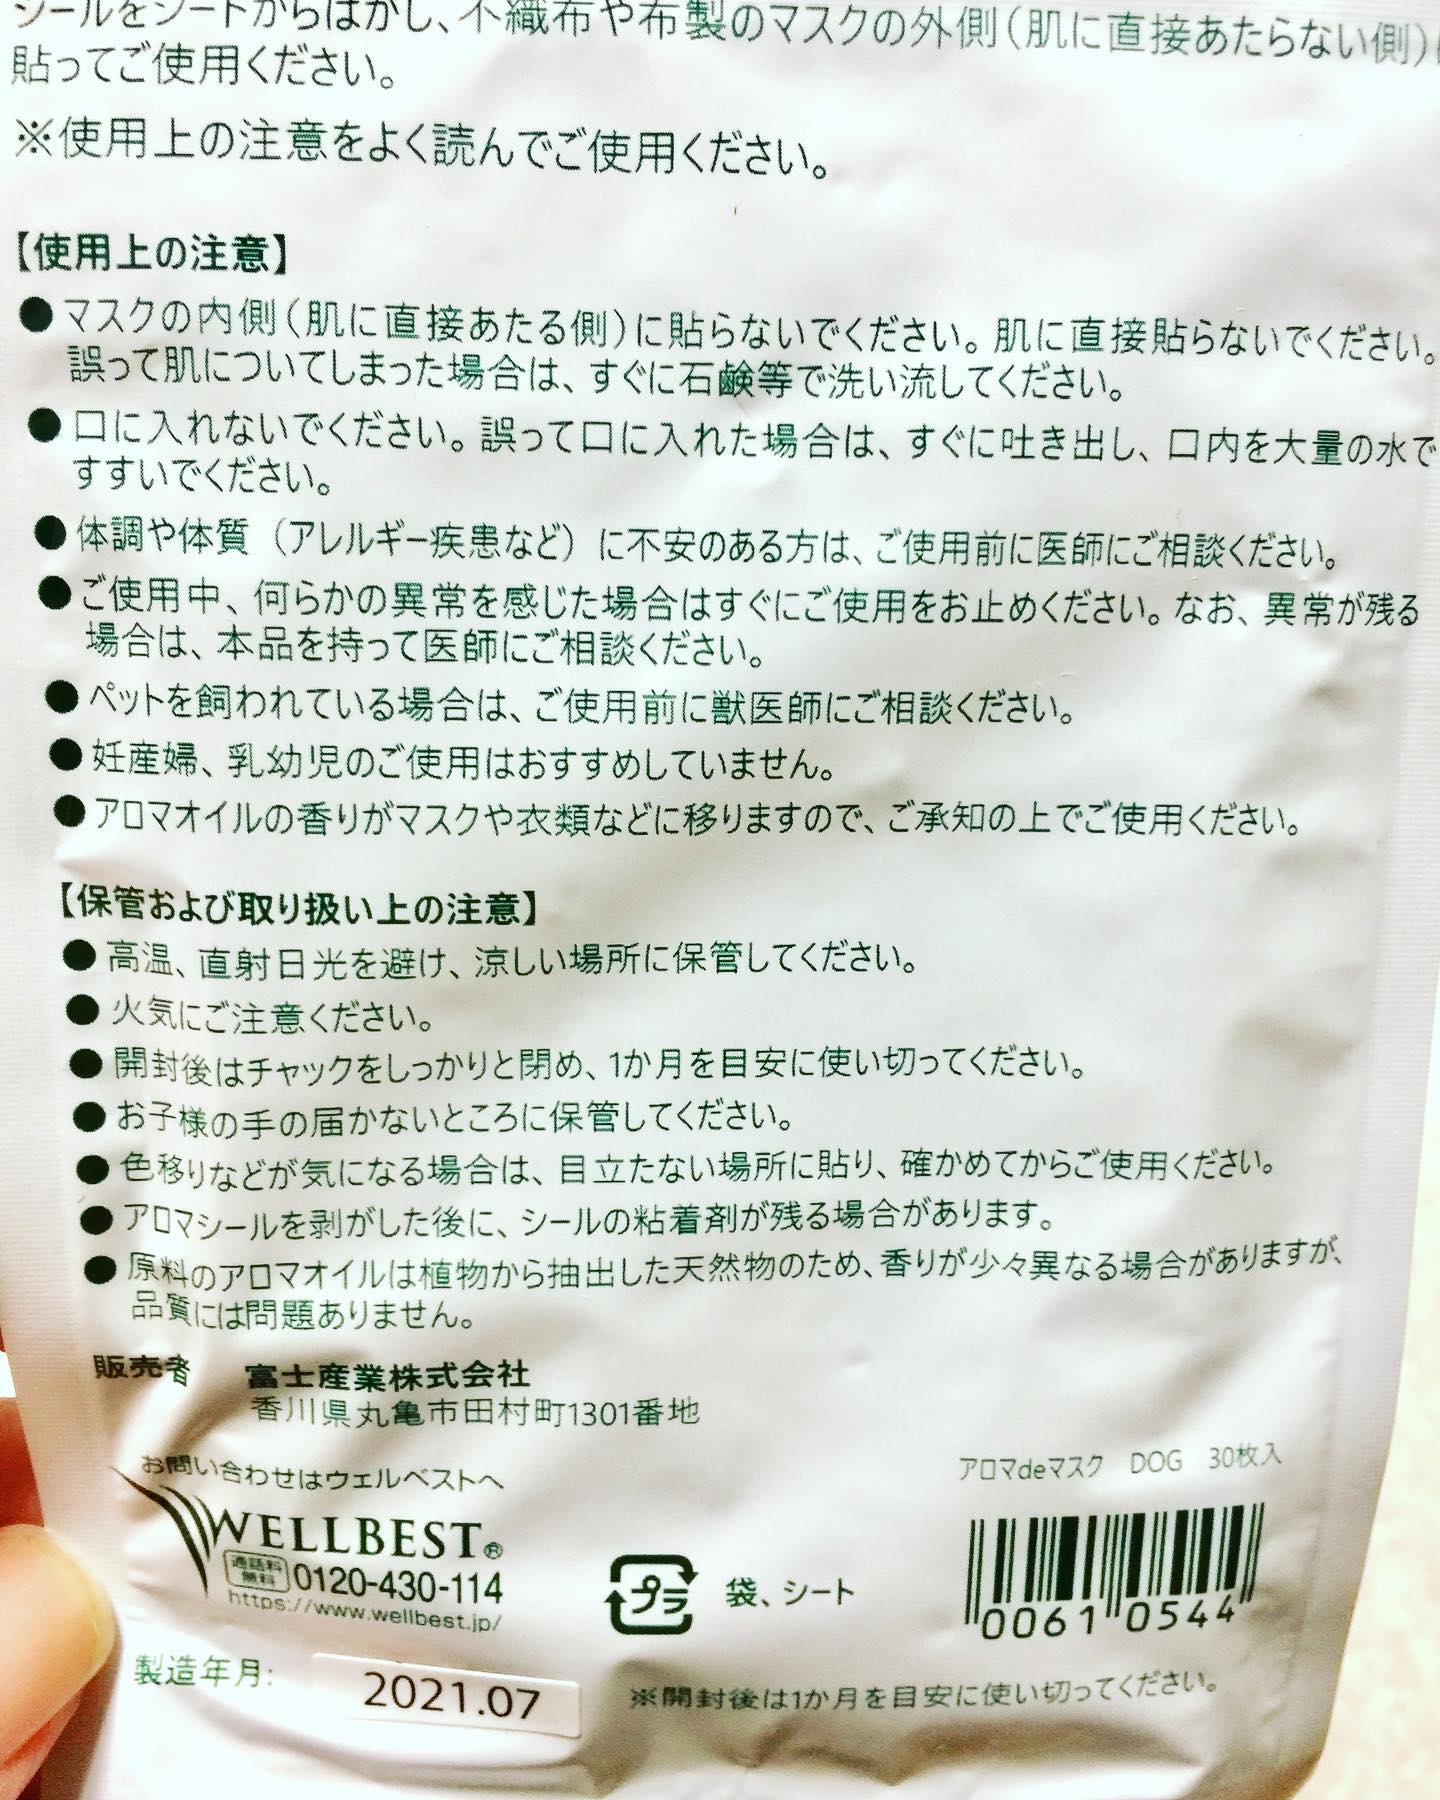 シールをシートからはがし、不織布や布製のマスクの外側（肌に直接あたらない側）に
貼ってご使用ください。
※使用上の注意をよく読んでご使用ください。
【使用上の注意】
●マスクの内側（肌に直接あたる側）に貼らないでください。肌に直接貼らないでください。
誤って肌についてしまった場合は、すぐに石鹸等で洗い流してください。
●口に入れないでください。誤って口に入れた場合は、すぐに吐き出し、口内を大量の水で
すすいでください。
●体調や体質（アレルギー疾患など）に不安のある方は、ご使用前に医師にご相談ください。
●ご使用中、何らかの異常を感じた場合はすぐにご使用をお止めください。なお、異常が残る
場合は、本品を持って医師にご相談ください。
●ペットを飼われている場合は、ご使用前に獣医師にご相談ください。
●妊産婦、乳幼児のご使用はおすすめしていません。
●アロマオイルの香りがマスクや衣類などに移りますので、ご承知の上でご使用ください。
【保管および取り扱い上の注意】
●高温、直射日光を避け、涼しい場所に保管してください。
●火気にご注意ください。
●開封後はチャックをしっかりと閉め、1か月を目安に使い切ってください。
●お子様の手の届かないところに保管してください。
●色移りなどが気になる場合は、目立たない場所に貼り、確かめてからご使用ください。
●アロマシールを剥がした後に、シールの粘着剤が残る場合があります。
●原料のアロマオイルは植物から抽出した天然物のため、香りが少々異なる場合がありますが、
品質には問題ありません。
販売者 富士産業株式会社
香川県丸亀市田村町1301番地
お問い合わせはウェルベストへ
WELLBEST®
通話料無料 0120-430-114
https://www.wellbest.jp/
プラ 袋、シート
アロマdeマスク DOG 30枚入
0061 0544
製造年月: 2021.07
※開封後は1か月を目安に使い切ってください。